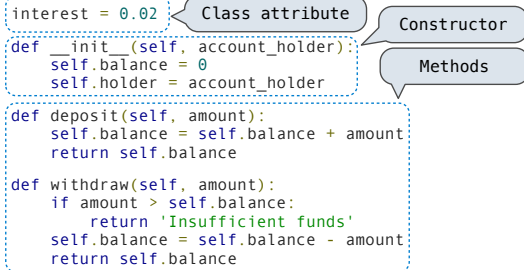 interest = 0.02
Class attribute
Constructor
def __init__(self, account_holder):
    self.balance = 0
    self.holder = account_holder
Methods
def deposit(self, amount):
    self.balance = self.balance + amount
    return self.balance
def withdraw(self, amount):
    if amount > self.balance:
        return 'Insufficient funds'
    self.balance = self.balance - amount
    return self.balance